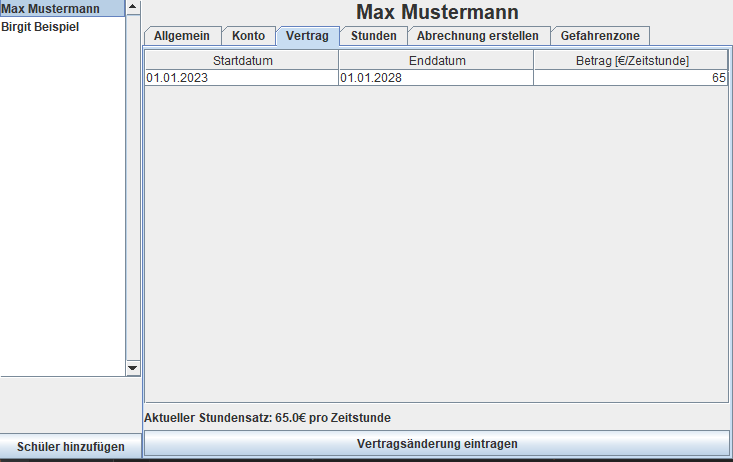 Max Mustermann
Birgit Beispiel
Schüler hinzufügen
Max Mustermann
Allgemein Konto Vertrag Stunden Abrechnung erstellen Gefahrenzone
Startdatum Enddatum Betrag [€/Zeitstunde]
01.01.2023 01.01.2028 65
Aktueller Stundensatz: 65.0€ pro Zeitstunde
Vertragsänderung eintragen